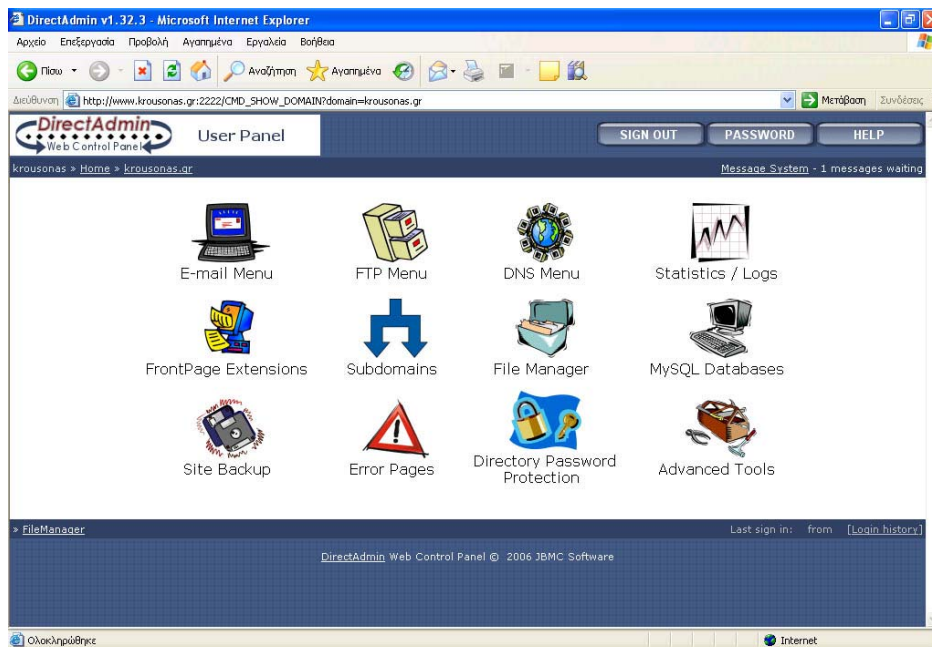 DirectAdmin v1.32.3 - Microsoft Internet Explorer
Αρχείο Επεξεργασία Προβολή Αγαπημένα Εργαλεία Βοήθεια
Πίσω Αναζήτηση Αγαπημένα
Διεύθυνση http://www.krousonas.gr:2222/CMD_SHOW_DOMAIN?domain=krousonas.gr Μετάβαση Συνδέσεις
DirectAdmin
Web Control Panel
User Panel
SIGN OUT PASSWORD HELP
krousonas » Home » krousonas.gr Message System - 1 messages waiting
E-mail Menu FTP Menu DNS Menu Statistics / Logs
FrontPage Extensions Subdomains File Manager MySQL Databases
Site Backup Error Pages Directory Password Protection Advanced Tools
» FileManager Last sign in: from [Login history]
DirectAdmin Web Control Panel © 2006 JBMC Software
Ολοκληρώθηκε Internet